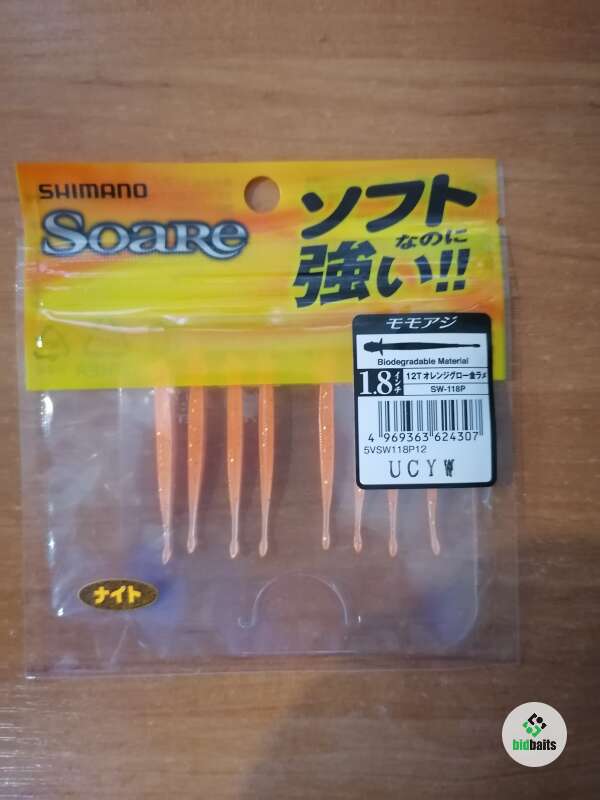 SHIMANO
SOARE
ソフト
なのに
強い!!
モモアジ
Biodegradable Material
1.8インチ
12T オレンジグロー金ラメ
SW-118P
4 969363 624307
5VSW118P12
UCYW
ナイト
bidbaits